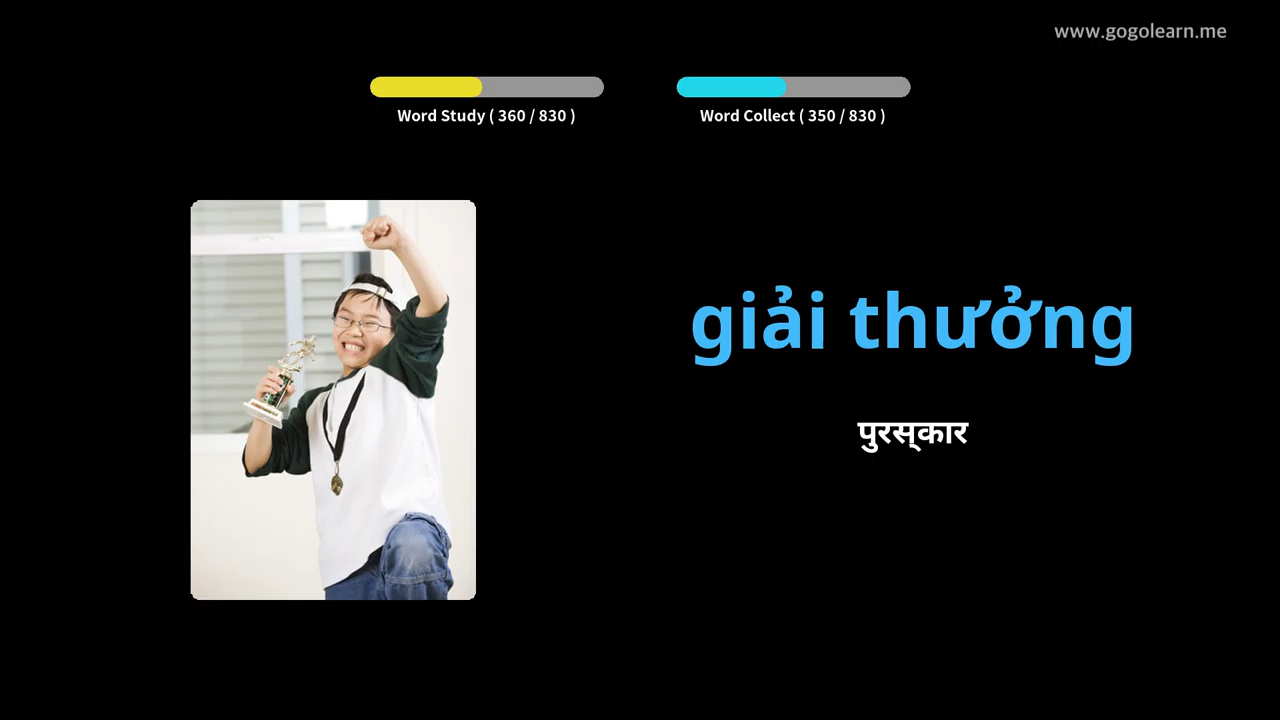 www.gogolearn.me
Word Study ( 360 / 830 )
Word Collect ( 350 / 830 )
giải thưởng
पुरस्कार